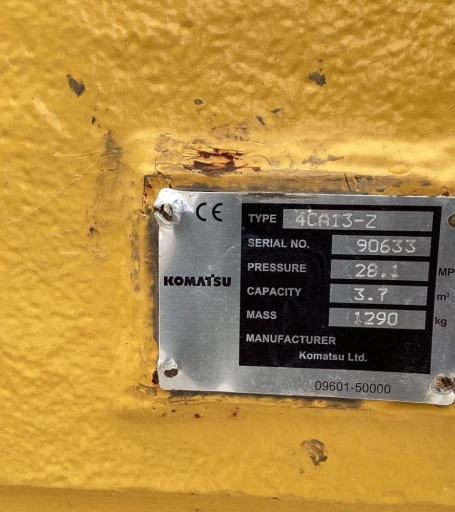 CE
TYPE 4CA13-Z
SERIAL NO. 90633
PRESSURE 28.1 MP
KOMATSU
CAPACITY 3.7 m³
MASS 1290 kg
MANUFACTURER
Komatsu Ltd.
09601-50000